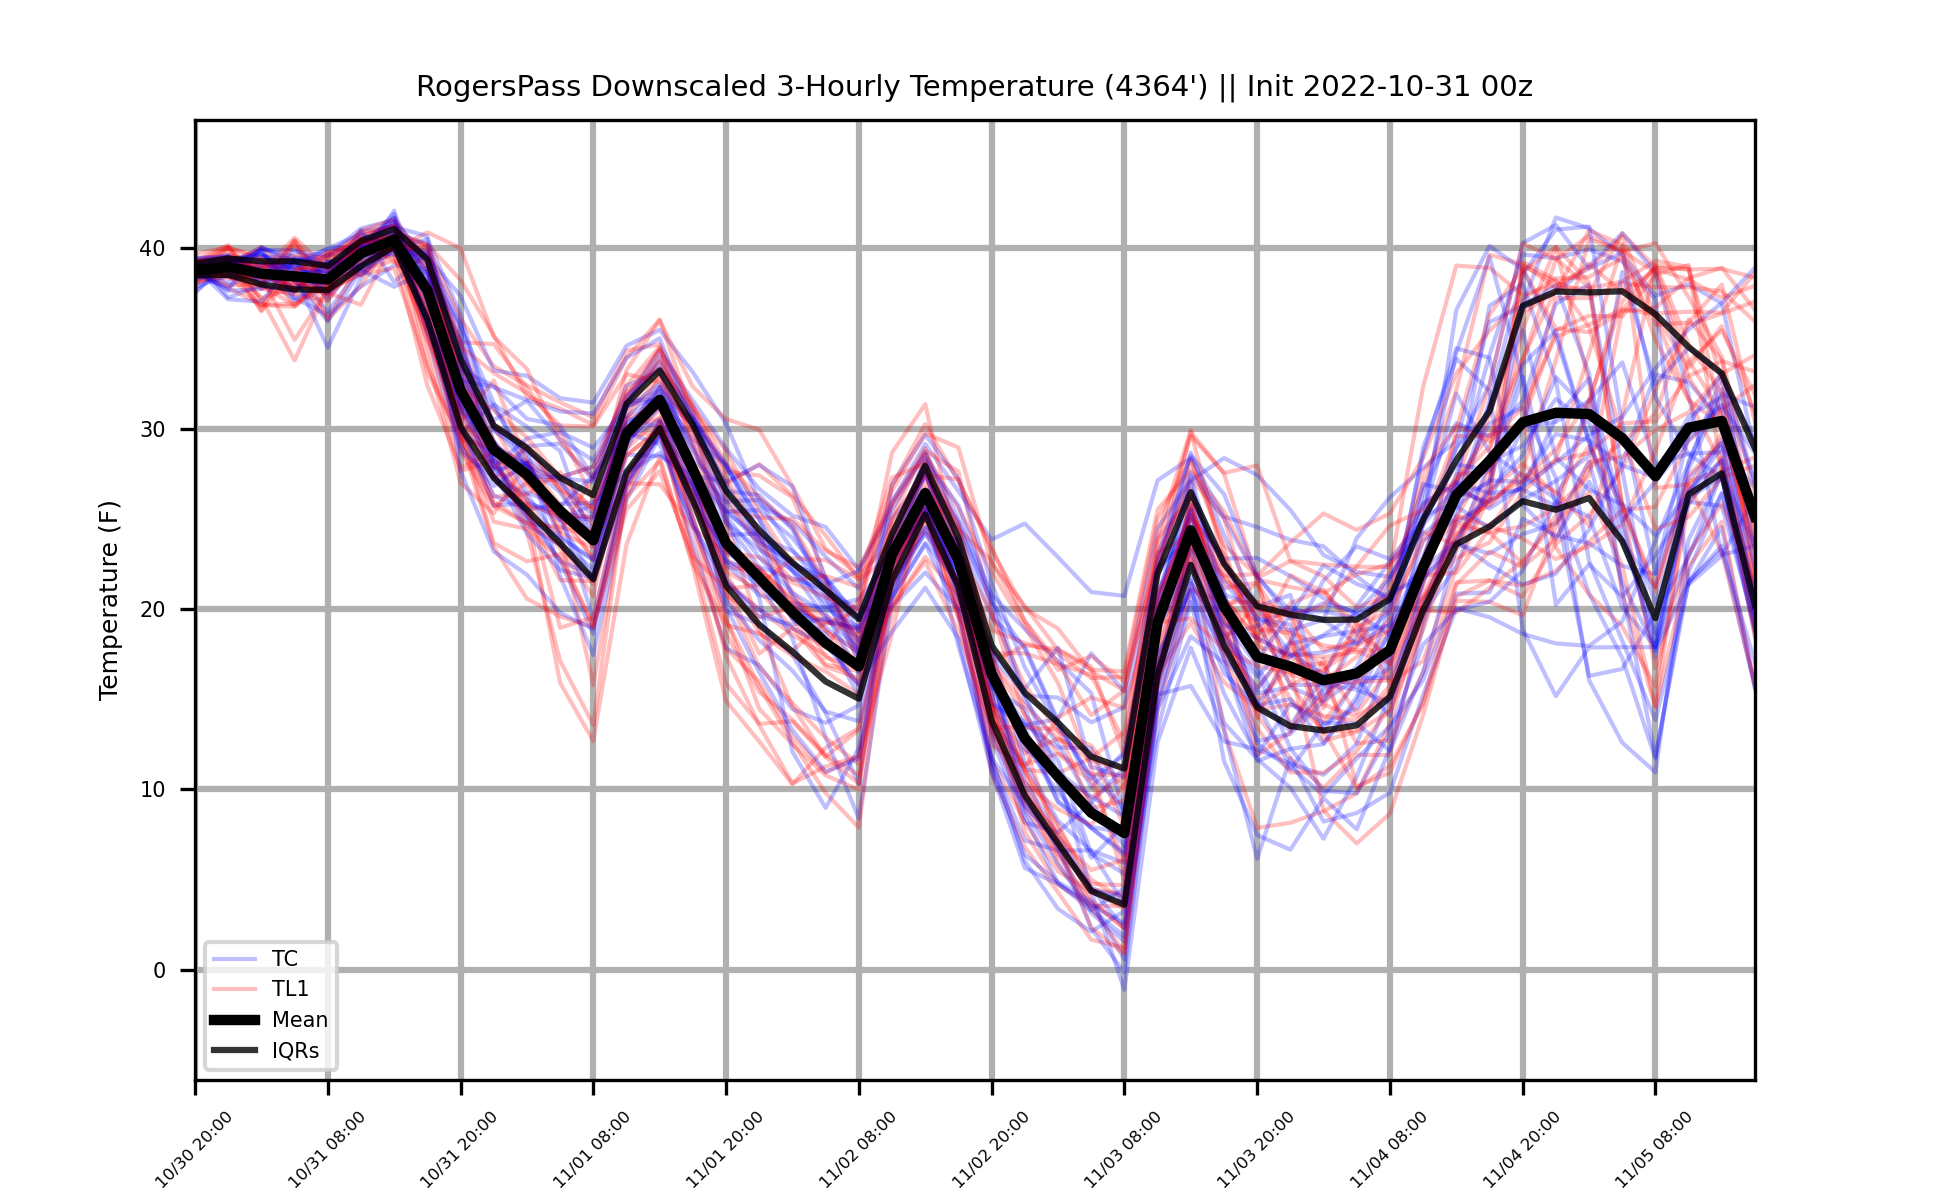 RogersPass Downscaled 3-Hourly Temperature (4364') || Init 2022-10-31 00z
Temperature (F)
40
30
20
10
0
TC
TL1
Mean
IQRs
10/30 20:00
10/31 08:00
10/31 20:00
11/01 08:00
11/01 20:00
11/02 08:00
11/02 20:00
11/03 08:00
11/03 20:00
11/04 08:00
11/04 20:00
11/05 08:00